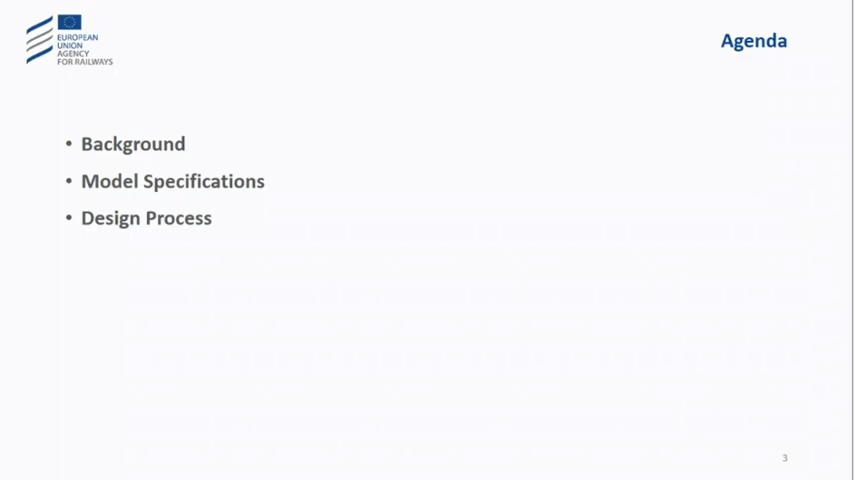 EUROPEAN
UNION
AGENCY
FOR RAILWAYS
Agenda
• Background
• Model Specifications
• Design Process
3